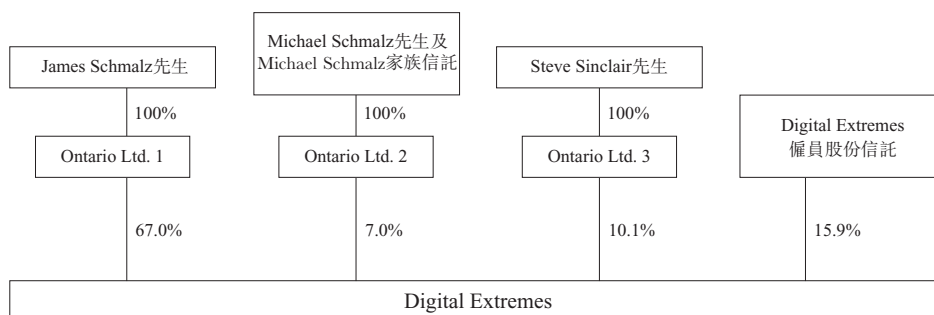 James Schmalz先生
Michael Schmalz先生及
Michael Schmalz家族信託
Steve Sinclair先生
100%
100%
100%
Digital Extremes
僱員股份信託
Ontario Ltd. 1
Ontario Ltd. 2
Ontario Ltd. 3
67.0%
7.0%
10.1%
15.9%
Digital Extremes